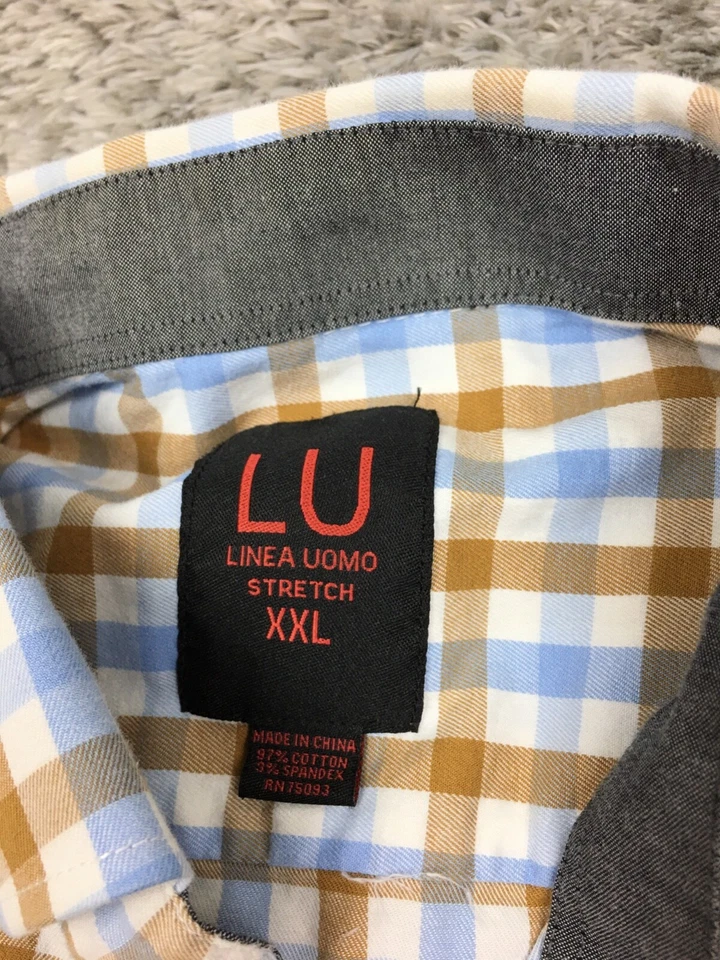 LU
LINEA UOMO
STRETCH
XXL
MADE IN CHINA
97% COTTON
3% SPANDEX
RN 75093